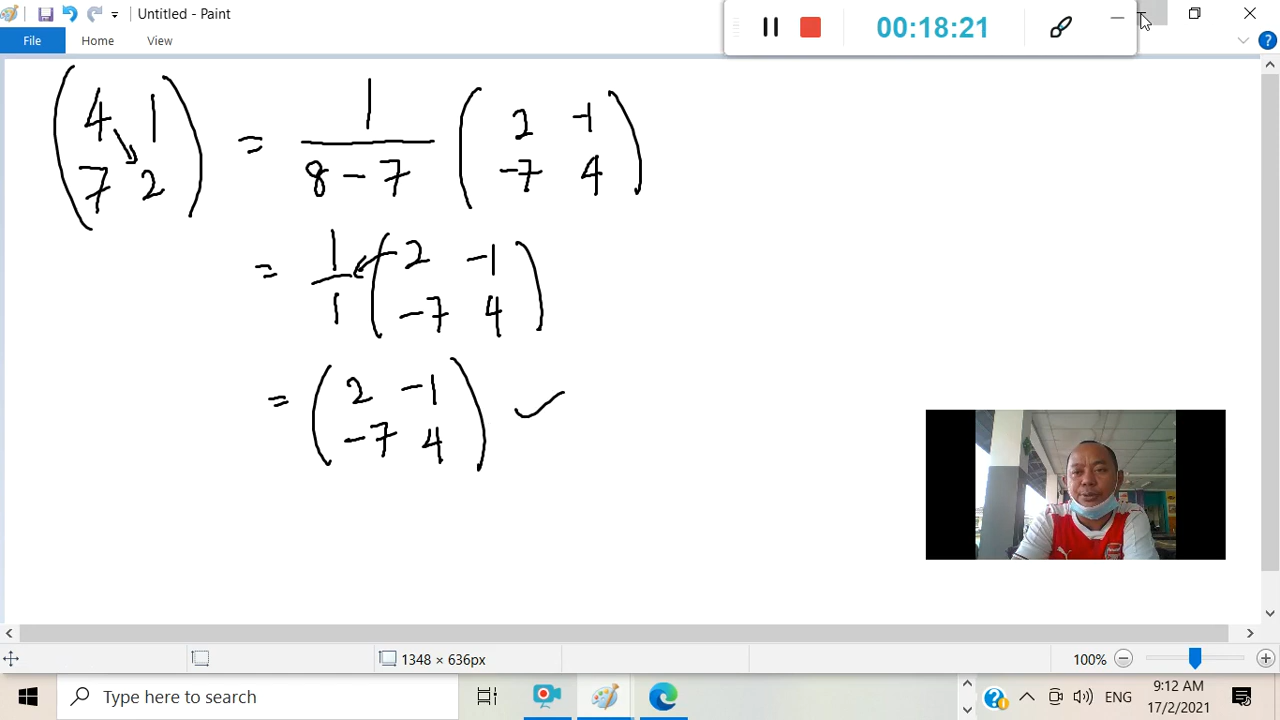 Untitled - Paint
00:18:21
File Home View
( 4 1 ) = 1 ( 2 -1 )
( 7 2 ) 8 - 7 ( -7 4 )
= 1 ( 2 -1 )
1 ( -7 4 )
= ( 2 -1 ) ✓
( -7 4 )
1348 × 636px 100%
Type here to search
ENG
9:12 AM
17/2/2021